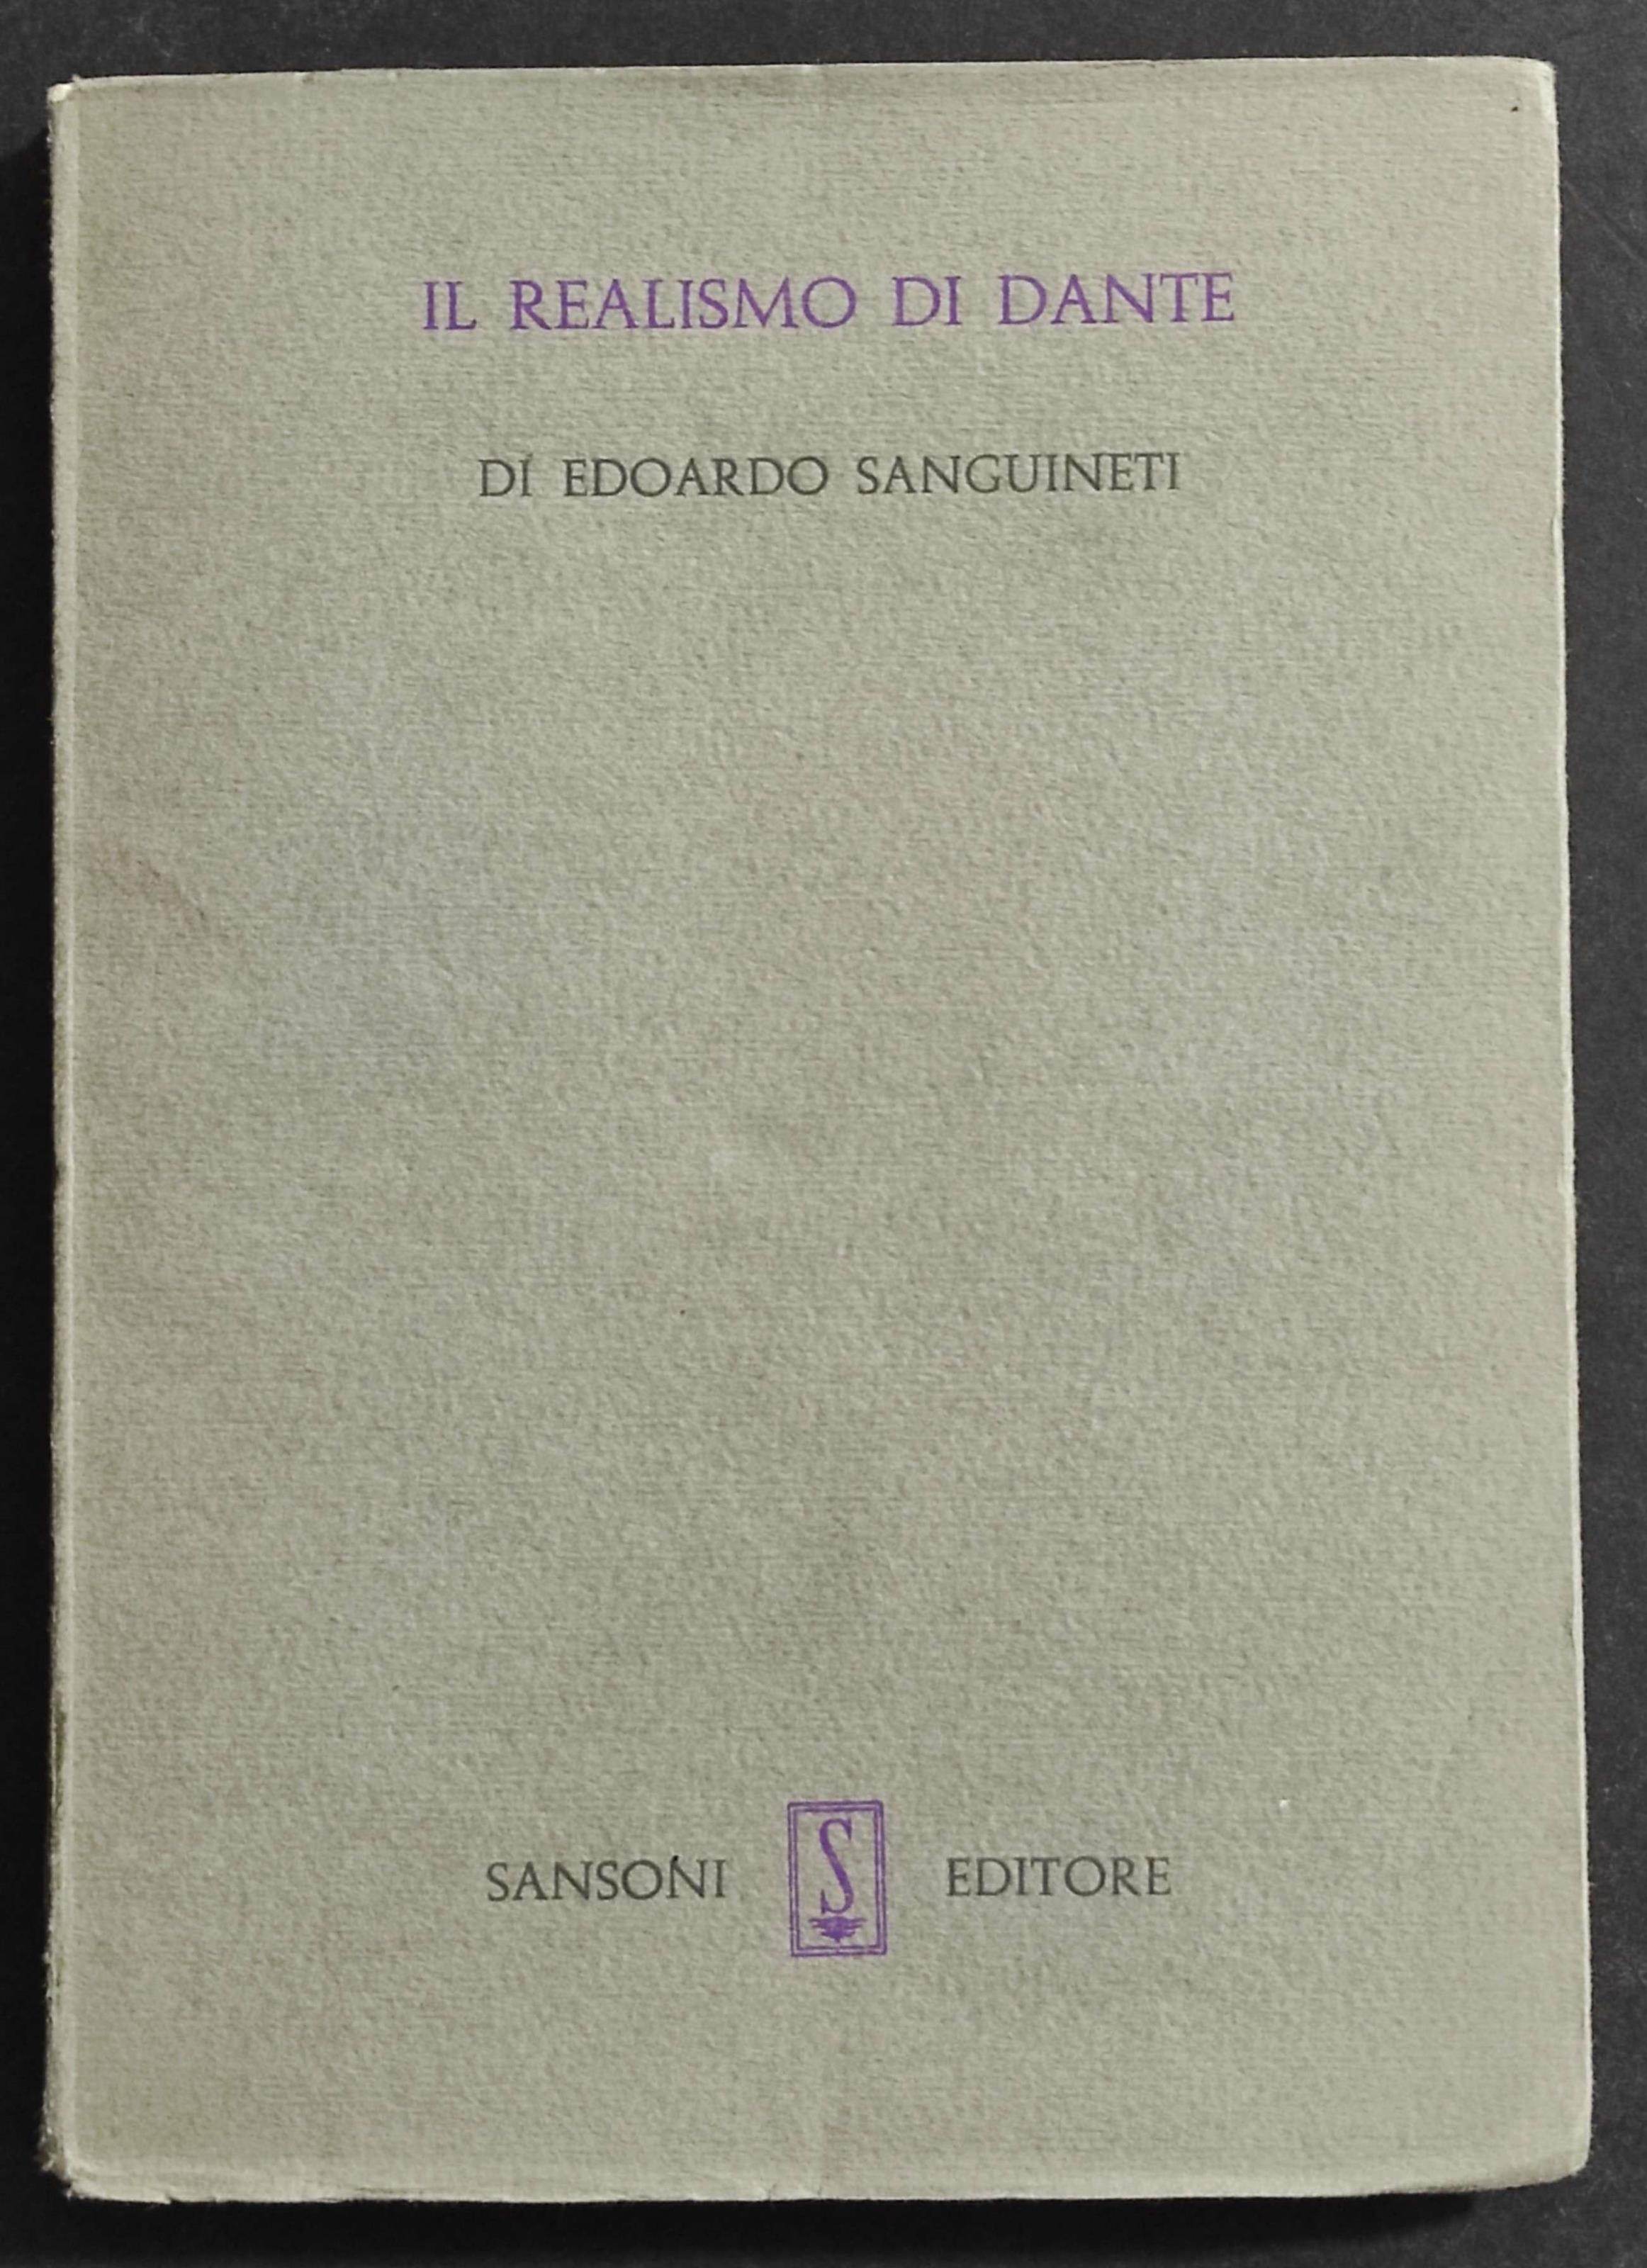 IL REALISMO DI DANTE
DI EDOARDO SANGUINETI
SANSONI S EDITORE